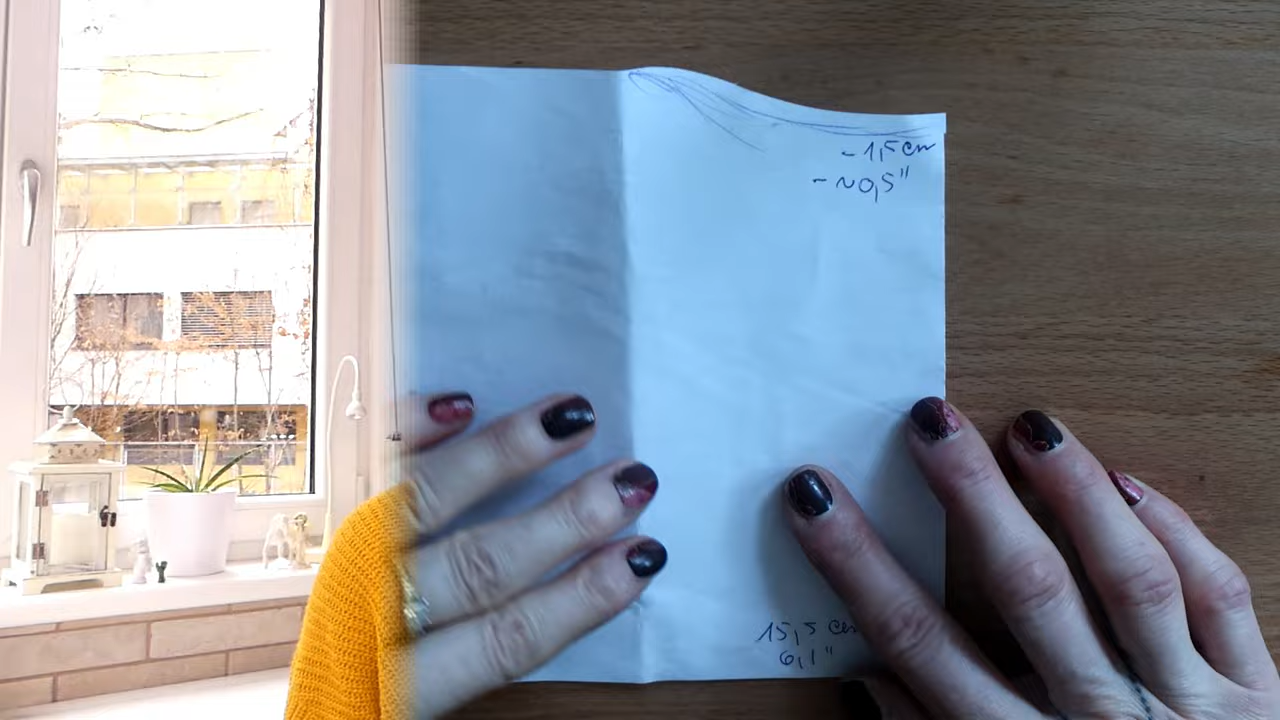 - 1,5 cm
- ~0,5"
15,5 cm
6,1"